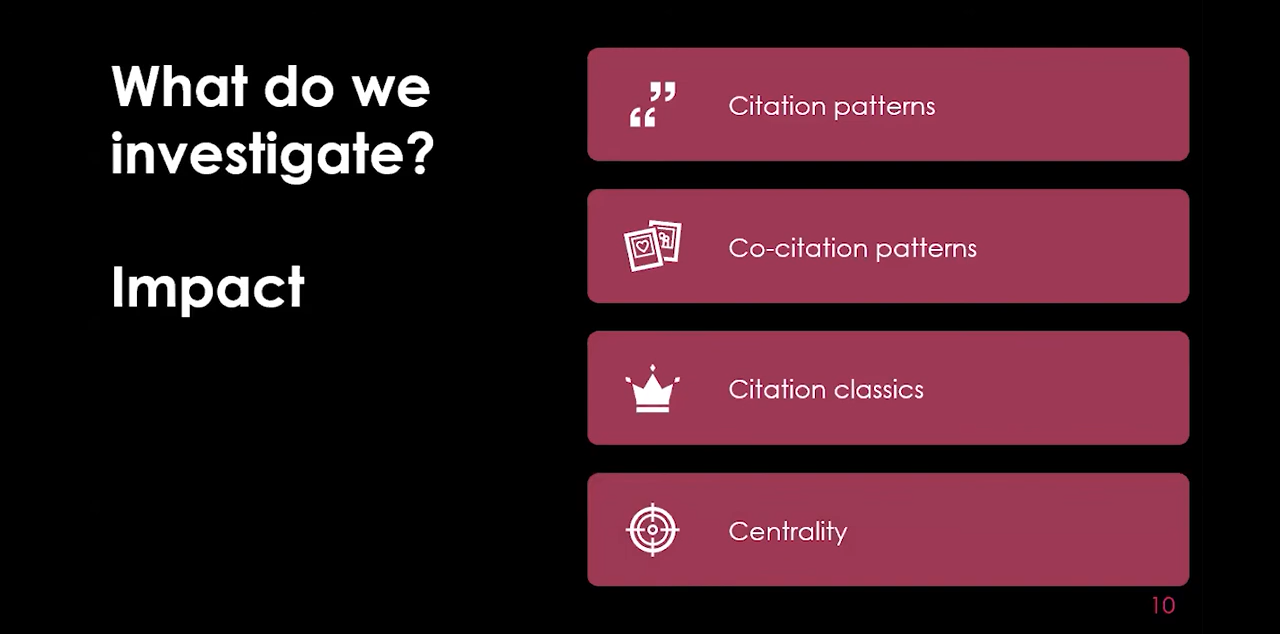 What do we
investigate?
Impact
Citation patterns
Co-citation patterns
Citation classics
Centrality
10